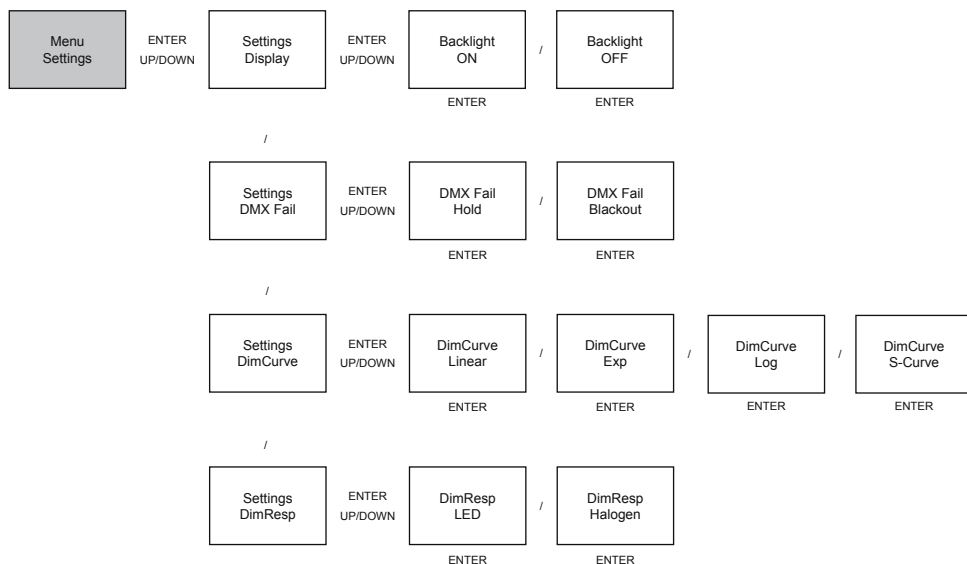 Menu
Settings
ENTER
UP/DOWN
Settings
Display
ENTER
UP/DOWN
Backlight
ON
/
Backlight
OFF
ENTER
ENTER
/
Settings
DMX Fail
ENTER
UP/DOWN
DMX Fail
Hold
/
DMX Fail
Blackout
ENTER
ENTER
/
Settings
DimCurve
ENTER
UP/DOWN
DimCurve
Linear
/
DimCurve
Exp
/
DimCurve
Log
/
DimCurve
S-Curve
ENTER
ENTER
ENTER
ENTER
/
Settings
DimResp
ENTER
UP/DOWN
DimResp
LED
/
DimResp
Halogen
ENTER
ENTER